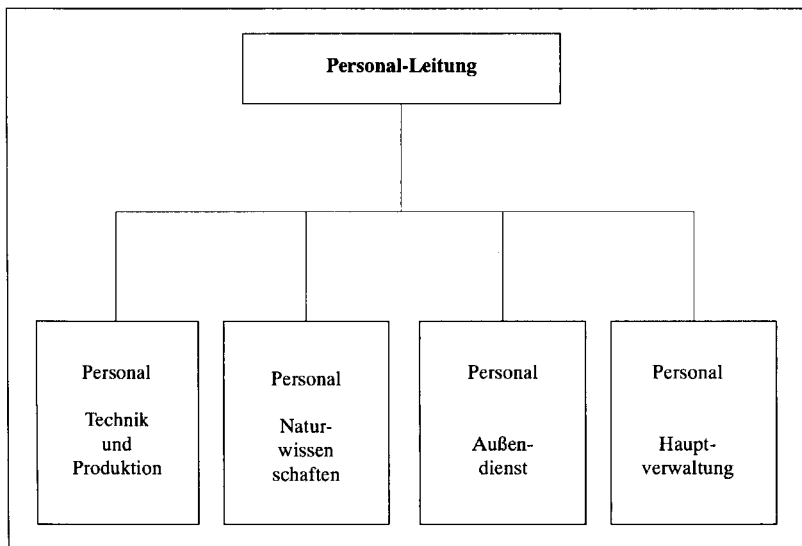 Personal-Leitung
Personal
Technik
und
Produktion
Personal
Natur-
wissen
schaften
Personal
Außen-
dienst
Personal
Haupt-
verwaltung